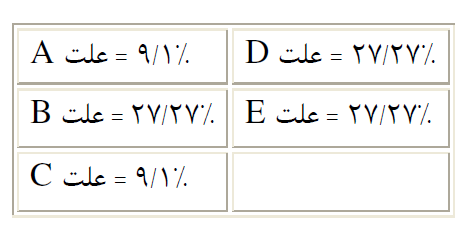 A علت = ۹/۱٪
D علت = ۲۷/۲۷٪
B علت = ۲۷/۲۷٪
E علت = ۲۷/۲۷٪
C علت = ۹/۱٪